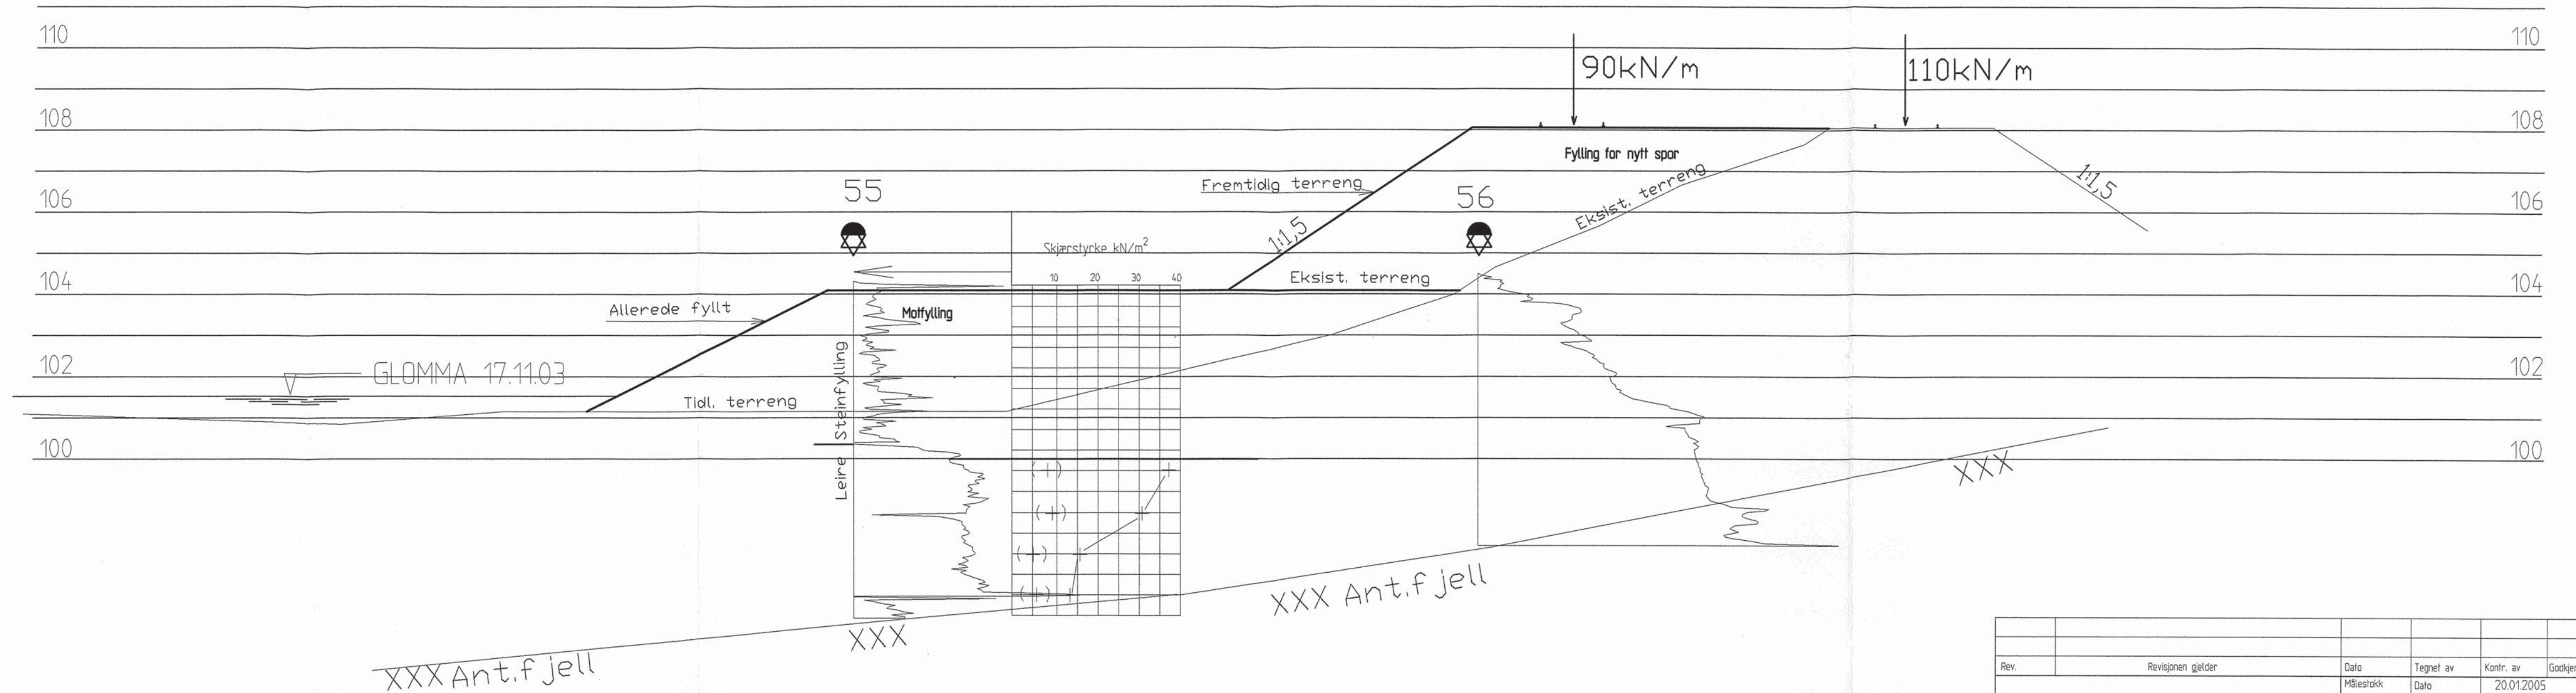 110
110
90kN/m
110kN/m
108
108
Fylling for nytt spor
Fremtidig terreng
Eksist. terreng
1:1,5
55
56
106
106
1:1,5
Skjærstyrke kN/m²
10 20 30 40
Eksist. terreng
104
104
Allerede fyllt
Motfylling
GLOMMA 17.11.03
102
102
Tidl. terreng
Leire Steinfylling
100
100
(+)
(+)
(+)
(+)
XXX
XXX Ant.fjell
XXX
XXX Ant.fjell
Rev. Revisjonen gjelder Dato Tegnet av Kontr. av
Målestokk Dato 20.01.2005